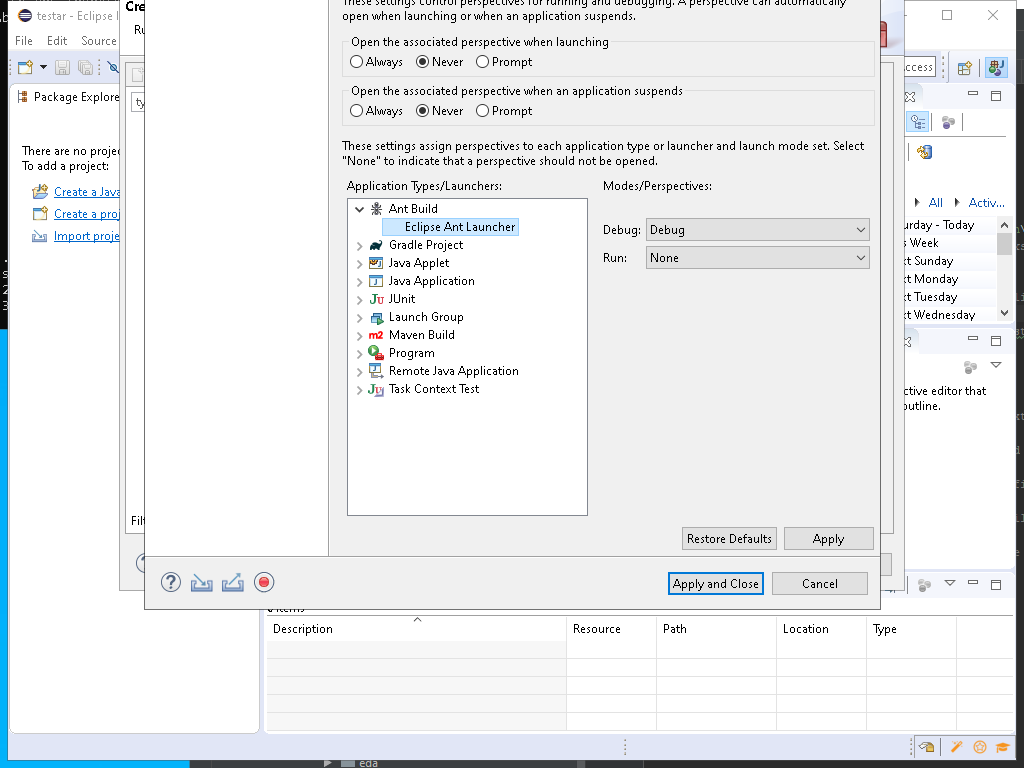 testar - Eclipse
Cre
File Edit Source
Ru
These settings control perspectives for running and debugging. A perspective can automatically
open when launching or when an application suspends.
Open the associated perspective when launching
Always Never Prompt
Open the associated perspective when an application suspends
Always Never Prompt
These settings assign perspectives to each application type or launcher and launch mode set. Select
"None" to indicate that a perspective should not be opened.
Application Types/Launchers:
Modes/Perspectives:
Ant Build
Eclipse Ant Launcher
Gradle Project
Java Applet
Java Application
JUnit
Launch Group
Maven Build
Program
Remote Java Application
Task Context Test
Debug: Debug
Run: None
Restore Defaults Apply
Apply and Close Cancel
Package Explore
ty
There are no projec
To add a project:
Create a Java
Create a proj
Import proje
Filt
ccess
All Activ...
urday - Today
s Week
xt Sunday
xt Monday
xt Tuesday
xt Wednesday
ctive editor that
outline.
0 items
Description Resource Path Location Type
eda